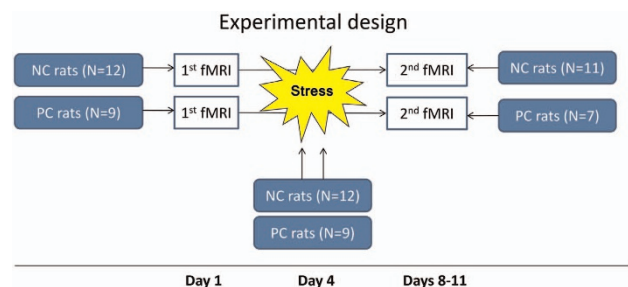 Experimental design
NC rats (N=12)
1st fMRI
2nd fMRI
NC rats (N=11)
Stress
PC rats (N=9)
1st fMRI
2nd fMRI
PC rats (N=7)
NC rats (N=12)
PC rats (N=9)
Day 1
Day 4
Days 8-11